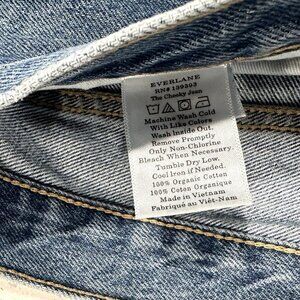 EVERLANE
RN# 139393
The Cheeky Jean
Machine Wash Cold
With Like Colors
Wash Inside Out.
Remove Promptly
Only Non-Chlorine
Bleach When Necessary.
Tumble Dry Low.
Cool Iron if Needed.
100% Organic Cotton
100% Coton Organique
Made in Vietnam
Fabriqué au Viêt-Nam